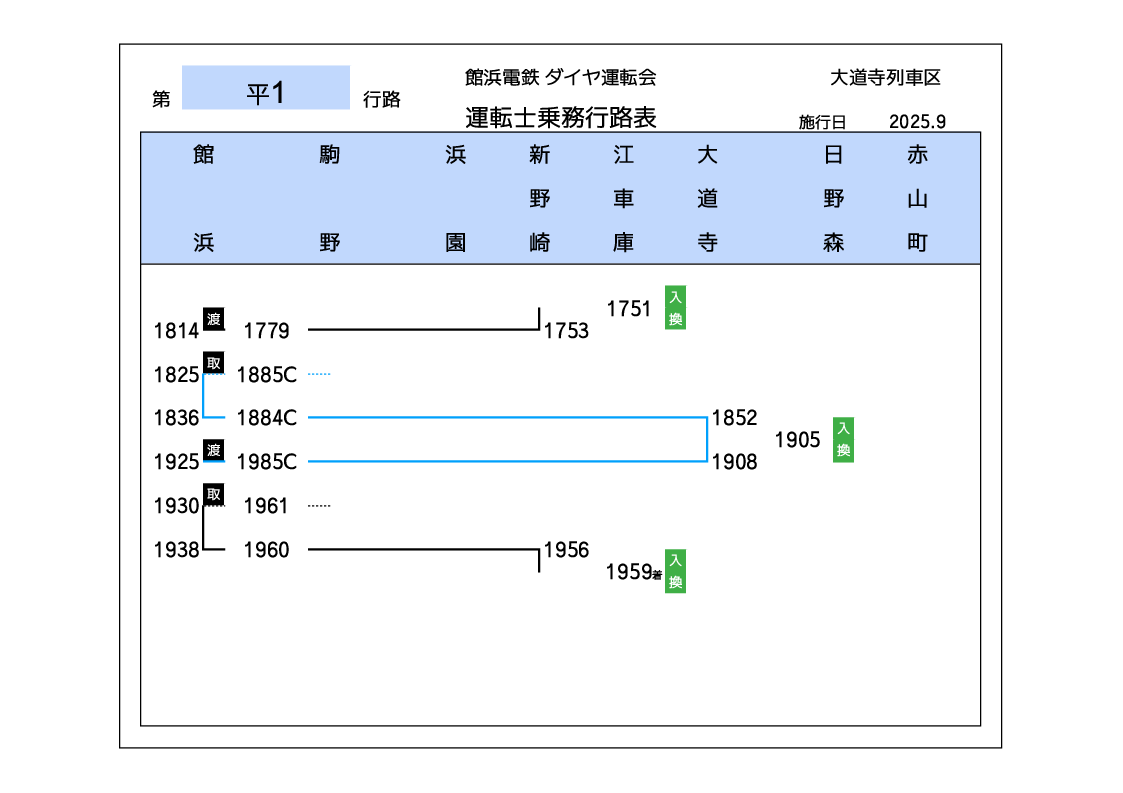 館浜電鉄 ダイヤ運転会
大道寺列車区
第 平1 行路
運転士乗務行路表
施行日 2025.9
館浜
駒野
浜園
新野崎
江車庫
大道寺
日野森
赤山町
1751 入換
1814 渡 1779 1753
1825 取 1885C
1836 1884C 1852
1905 入換
1925 渡 1985C 1908
1930 取 1961
1938 1960 1956
1959着 入換